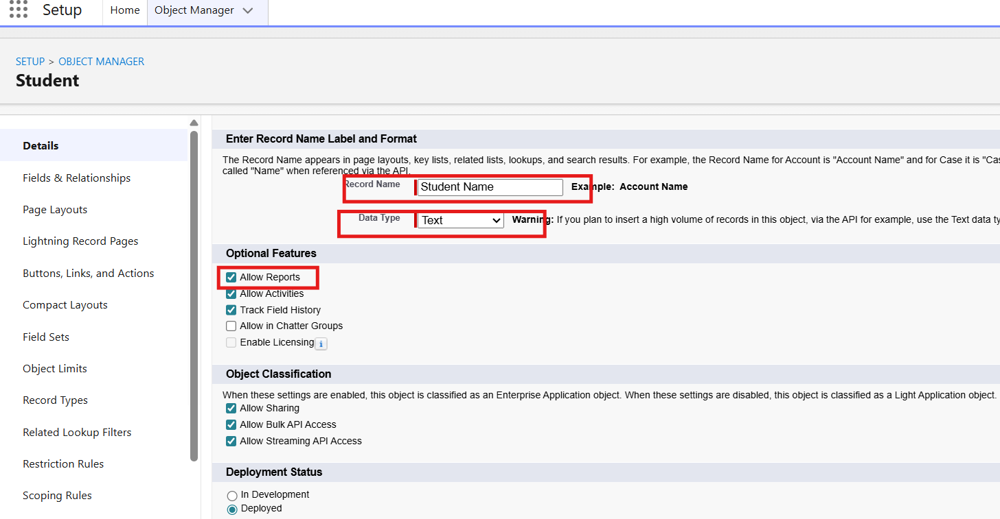 Setup Home Object Manager
SETUP > OBJECT MANAGER
Student
Details
Fields & Relationships
Page Layouts
Lightning Record Pages
Buttons, Links, and Actions
Compact Layouts
Field Sets
Object Limits
Record Types
Related Lookup Filters
Restriction Rules
Scoping Rules
Enter Record Name Label and Format
The Record Name appears in page layouts, key lists, related lists, lookups, and search results. For example, the Record Name for Account is "Account Name" and for Case it is "Cas
called "Name" when referenced via the API.
Record Name Student Name Example: Account Name
Data Type Text Warning: If you plan to insert a high volume of records in this object, via the API for example, use the Text data ty
Optional Features
Allow Reports
Allow Activities
Track Field History
Allow in Chatter Groups
Enable Licensing i
Object Classification
When these settings are enabled, this object is classified as an Enterprise Application object. When these settings are disabled, this object is classified as a Light Application object.
Allow Sharing
Allow Bulk API Access
Allow Streaming API Access
Deployment Status
In Development
Deployed